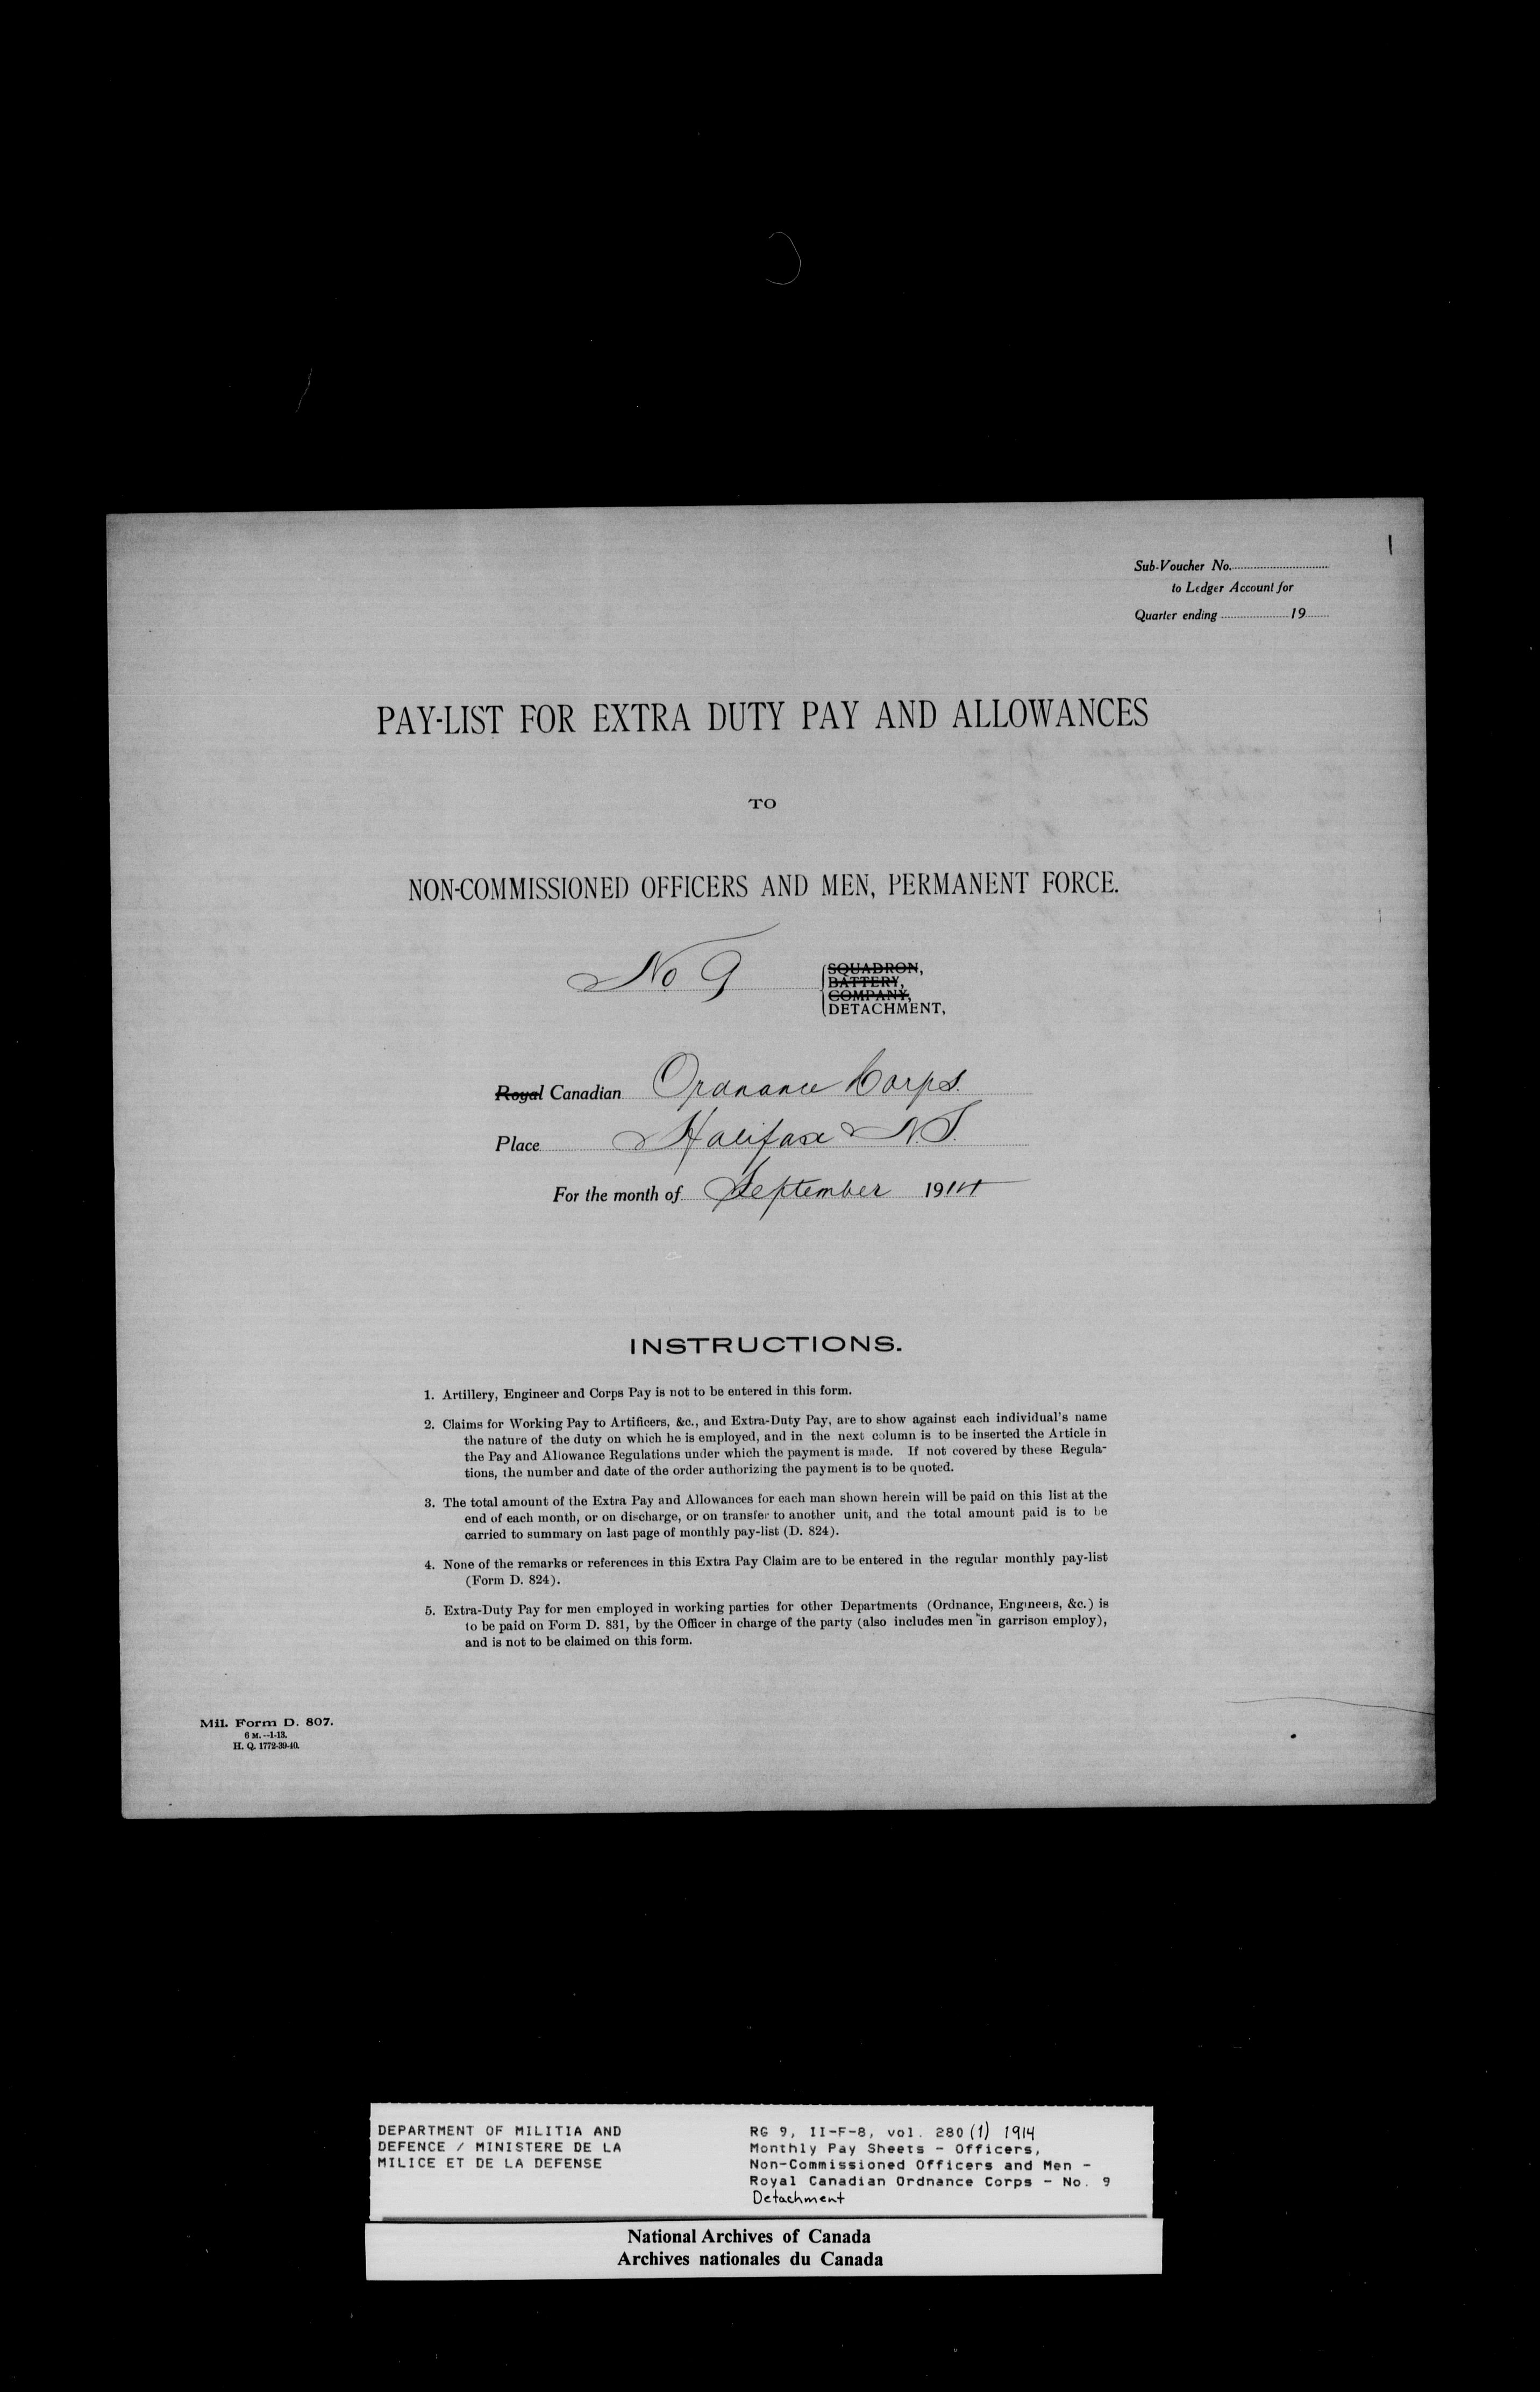 Sub-Voucher No.
to Ledger Account for
Quarter ending 19
PAY-LIST FOR EXTRA DUTY PAY AND ALLOWANCES
TO
NON-COMMISSIONED OFFICERS AND MEN, PERMANENT FORCE.
No 9
SQUADRON,
BATTERY,
COMPANY,
DETACHMENT,
Royal Canadian Ordnance Corps.
Place Halifax N.S.
For the month of September 1914
INSTRUCTIONS.
1. Artillery, Engineer and Corps Pay is not to be entered in this form.
2. Claims for Working Pay to Artificers, &c., and Extra-Duty Pay, are to show against each individual's name
the nature of the duty on which he is employed, and in the next column is to be inserted the Article in
the Pay and Allowance Regulations under which the payment is made. If not covered by these Regula-
tions, the number and date of the order authorizing the payment is to be quoted.
3. The total amount of the Extra Pay and Allowances for each man shown herein will be paid on this list at the
end of each month, or on discharge, or on transfer to another unit, and the total amount paid is to be
carried to summary on last page of monthly pay-list (D. 824).
4. None of the remarks or references in this Extra Pay Claim are to be entered in the regular monthly pay-list
(Form D. 824).
5. Extra-Duty Pay for men employed in working parties for other Departments (Ordnance, Engineers, &c.) is
to be paid on Form D. 831, by the Officer in charge of the party (also includes men in garrison employ),
and is not to be claimed on this form.
Mil. Form D. 807.
6 M.--1-13.
H. Q. 1772-39-40.
DEPARTMENT OF MILITIA AND
DEFENCE / MINISTERE DE LA
MILICE ET DE LA DEFENSE
RG 9, II-F-8, vol. 280 (1) 1914
Monthly Pay Sheets - Officers,
Non-Commissioned Officers and Men -
Royal Canadian Ordnance Corps - No. 9
Detachment
National Archives of Canada
Archives nationales du Canada